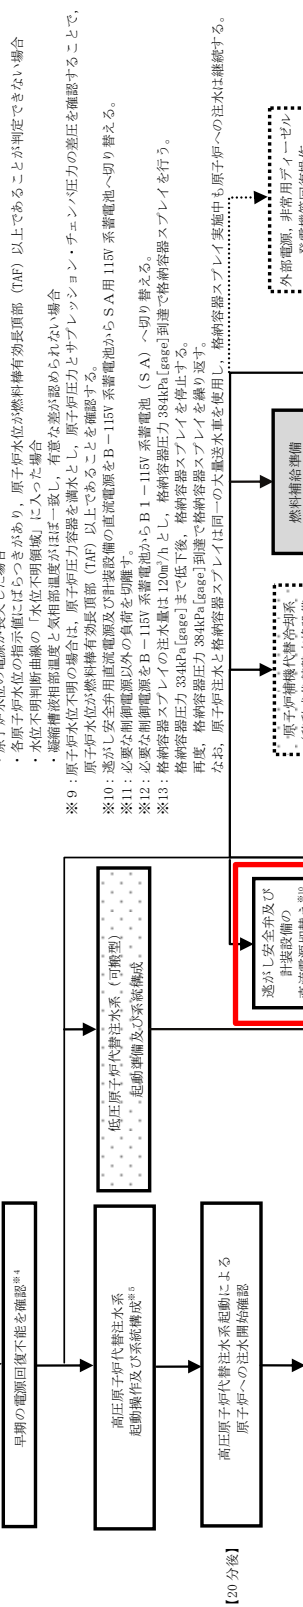 ・各原子炉水位の指示値にばらつきがあり，原子炉水位が燃料棒有効長頂部（TAF）以上であることが判定できない場合
・水位不明判断曲線の「水位不明領域」に入った場合
・凝縮槽液相部温度と気相部温度がほぼ一致し，有意な差が認められない場合
※9：原子炉水位不明の場合は，原子炉圧力容器を満水とし，原子炉圧力とサプレッション・チェンバ圧力の差圧を確認することで，
原子炉水位が燃料棒有効長頂部（TAF）以上であることを確認する。
※10：逃がし安全弁用直流電源及び計装設備の直流電源をＢ－115V系蓄電池からＳＡ用115V系蓄電池へ切り替える。
※11：必要な制御電源以外の負荷を切離す。
※12：必要な制御電源をＢ－115V系蓄電池からＢ１－115V系蓄電池（ＳＡ）へ切り替える。
※13：格納容器スプレイの注水量は120m³/hとし，格納容器圧力384kPa[gage]到達で格納容器スプレイを行う。
格納容器圧力334kPa[gage]まで低下後，格納容器スプレイを停止する。
再度，格納容器圧力384kPa[gage]到達で格納容器スプレイを繰り返す。
なお，原子炉注水と格納容器スプレイは同一の大量送水車を使用し，格納容器スプレイ実施中も原子炉への注水は継続する。
早期の電源回復不能を確認※4
高圧原子炉代替注水系
起動操作及び系統構成※5
低圧原子炉代替注水系（可搬型）
起動準備及び系統構成
【20分後】
高圧原子炉代替注水系起動による
原子炉への注水開始確認
逃がし安全弁及び
計装設備の
原子炉補機代替冷却系
燃料補給準備
外部電源，非常用ディーゼル